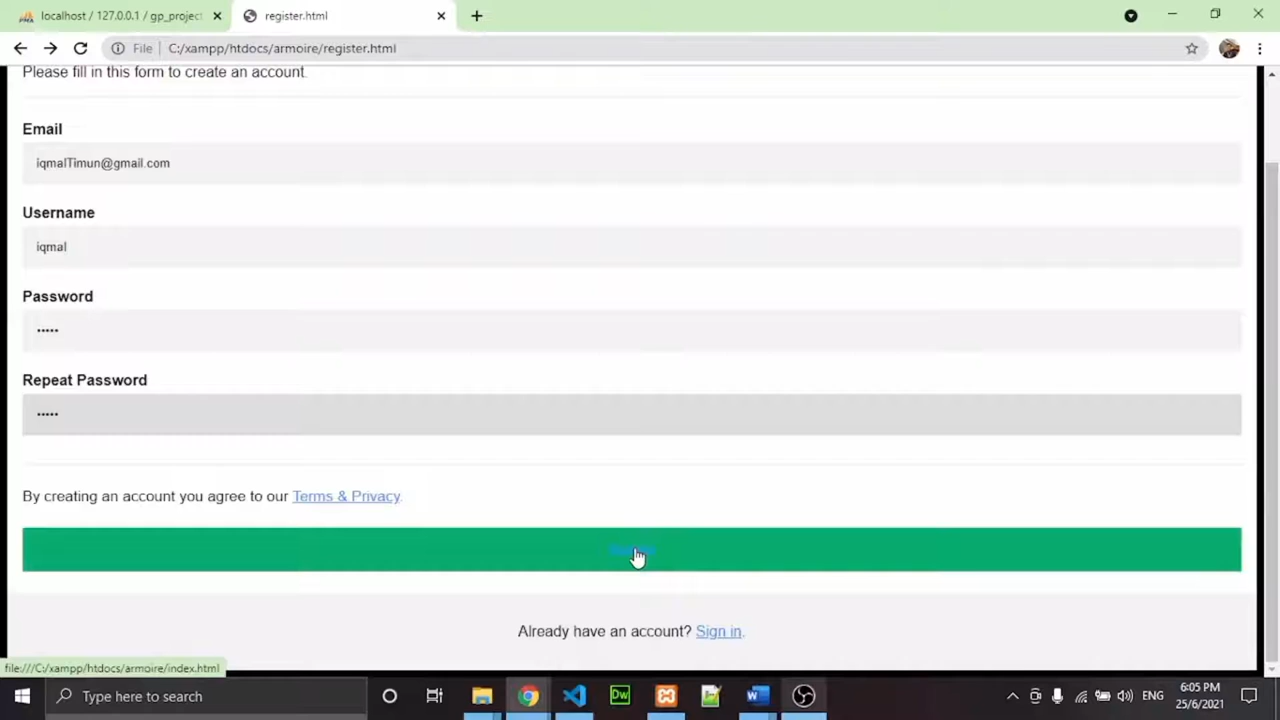 localhost / 127.0.0.1 / gp_project
register.html
File
C:/xampp/htdocs/armoire/register.html
Please fill in this form to create an account.
Email
iqmalTimun@gmail.com
Username
iqmal
Password
•••••
Repeat Password
•••••
By creating an account you agree to our Terms & Privacy.
Already have an account? Sign in.
file:///C:/xampp/htdocs/armoire/index.html
Type here to search
Dw
ENG
6:05 PM
25/6/2021